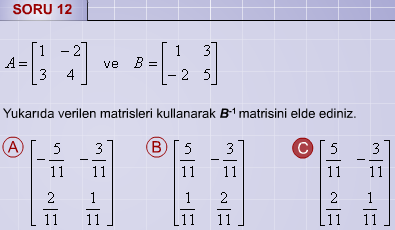 SORU 12
A = [ 1 -2 ; 3 4 ] ve B = [ 1 3 ; -2 5 ]
Yukarıda verilen matrisleri kullanarak B⁻¹ matrisini elde ediniz.
A [ -5/11 -3/11 ; 2/11 1/11 ] B [ 5/11 -3/11 ; 1/11 2/11 ] C [ 5/11 -3/11 ; 2/11 1/11 ]